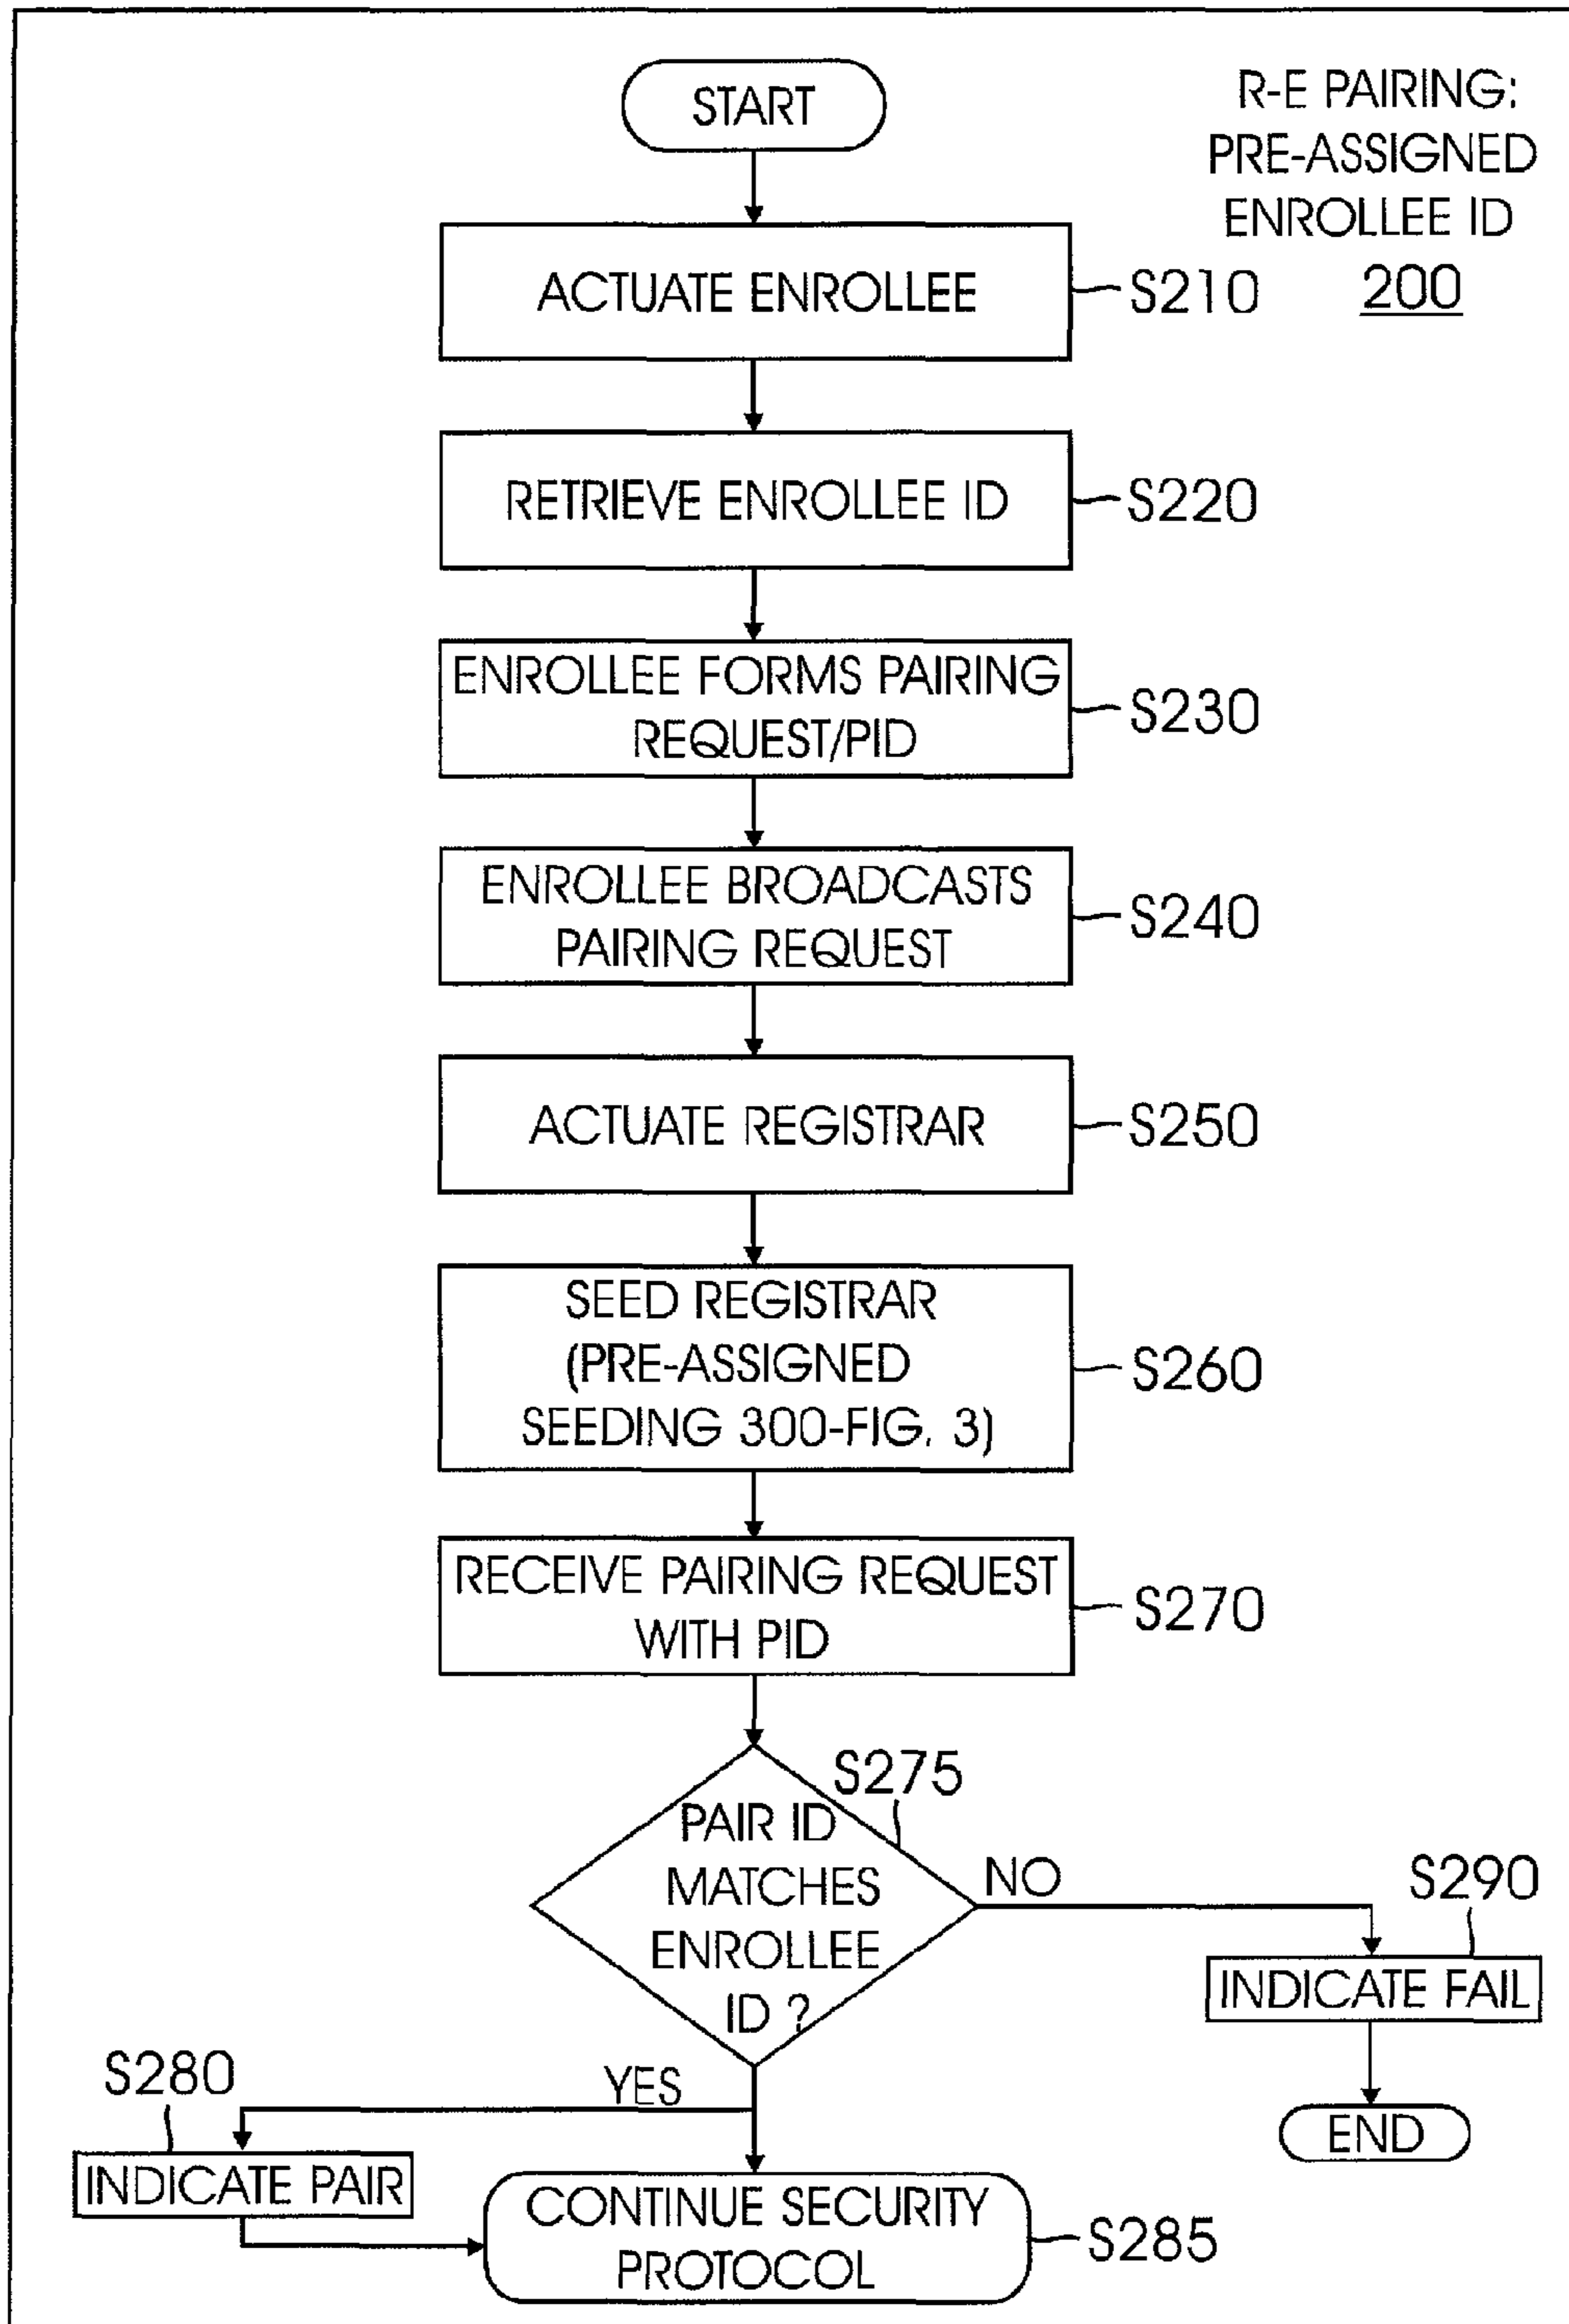 START
R-E PAIRING:
PRE-ASSIGNED
ENROLLEE ID
200
ACTUATE ENROLLEE
S210
RETRIEVE ENROLLEE ID
S220
ENROLLEE FORMS PAIRING
REQUEST/PID
S230
ENROLLEE BROADCASTS
PAIRING REQUEST
S240
ACTUATE REGISTRAR
S250
SEED REGISTRAR
(PRE-ASSIGNED
SEEDING 300-FIG. 3)
S260
RECEIVE PAIRING REQUEST
WITH PID
S270
S275
PAIR ID
MATCHES
ENROLLEE
ID ?
NO
S290
INDICATE FAIL
END
YES
S280
INDICATE PAIR
CONTINUE SECURITY
PROTOCOL
S285